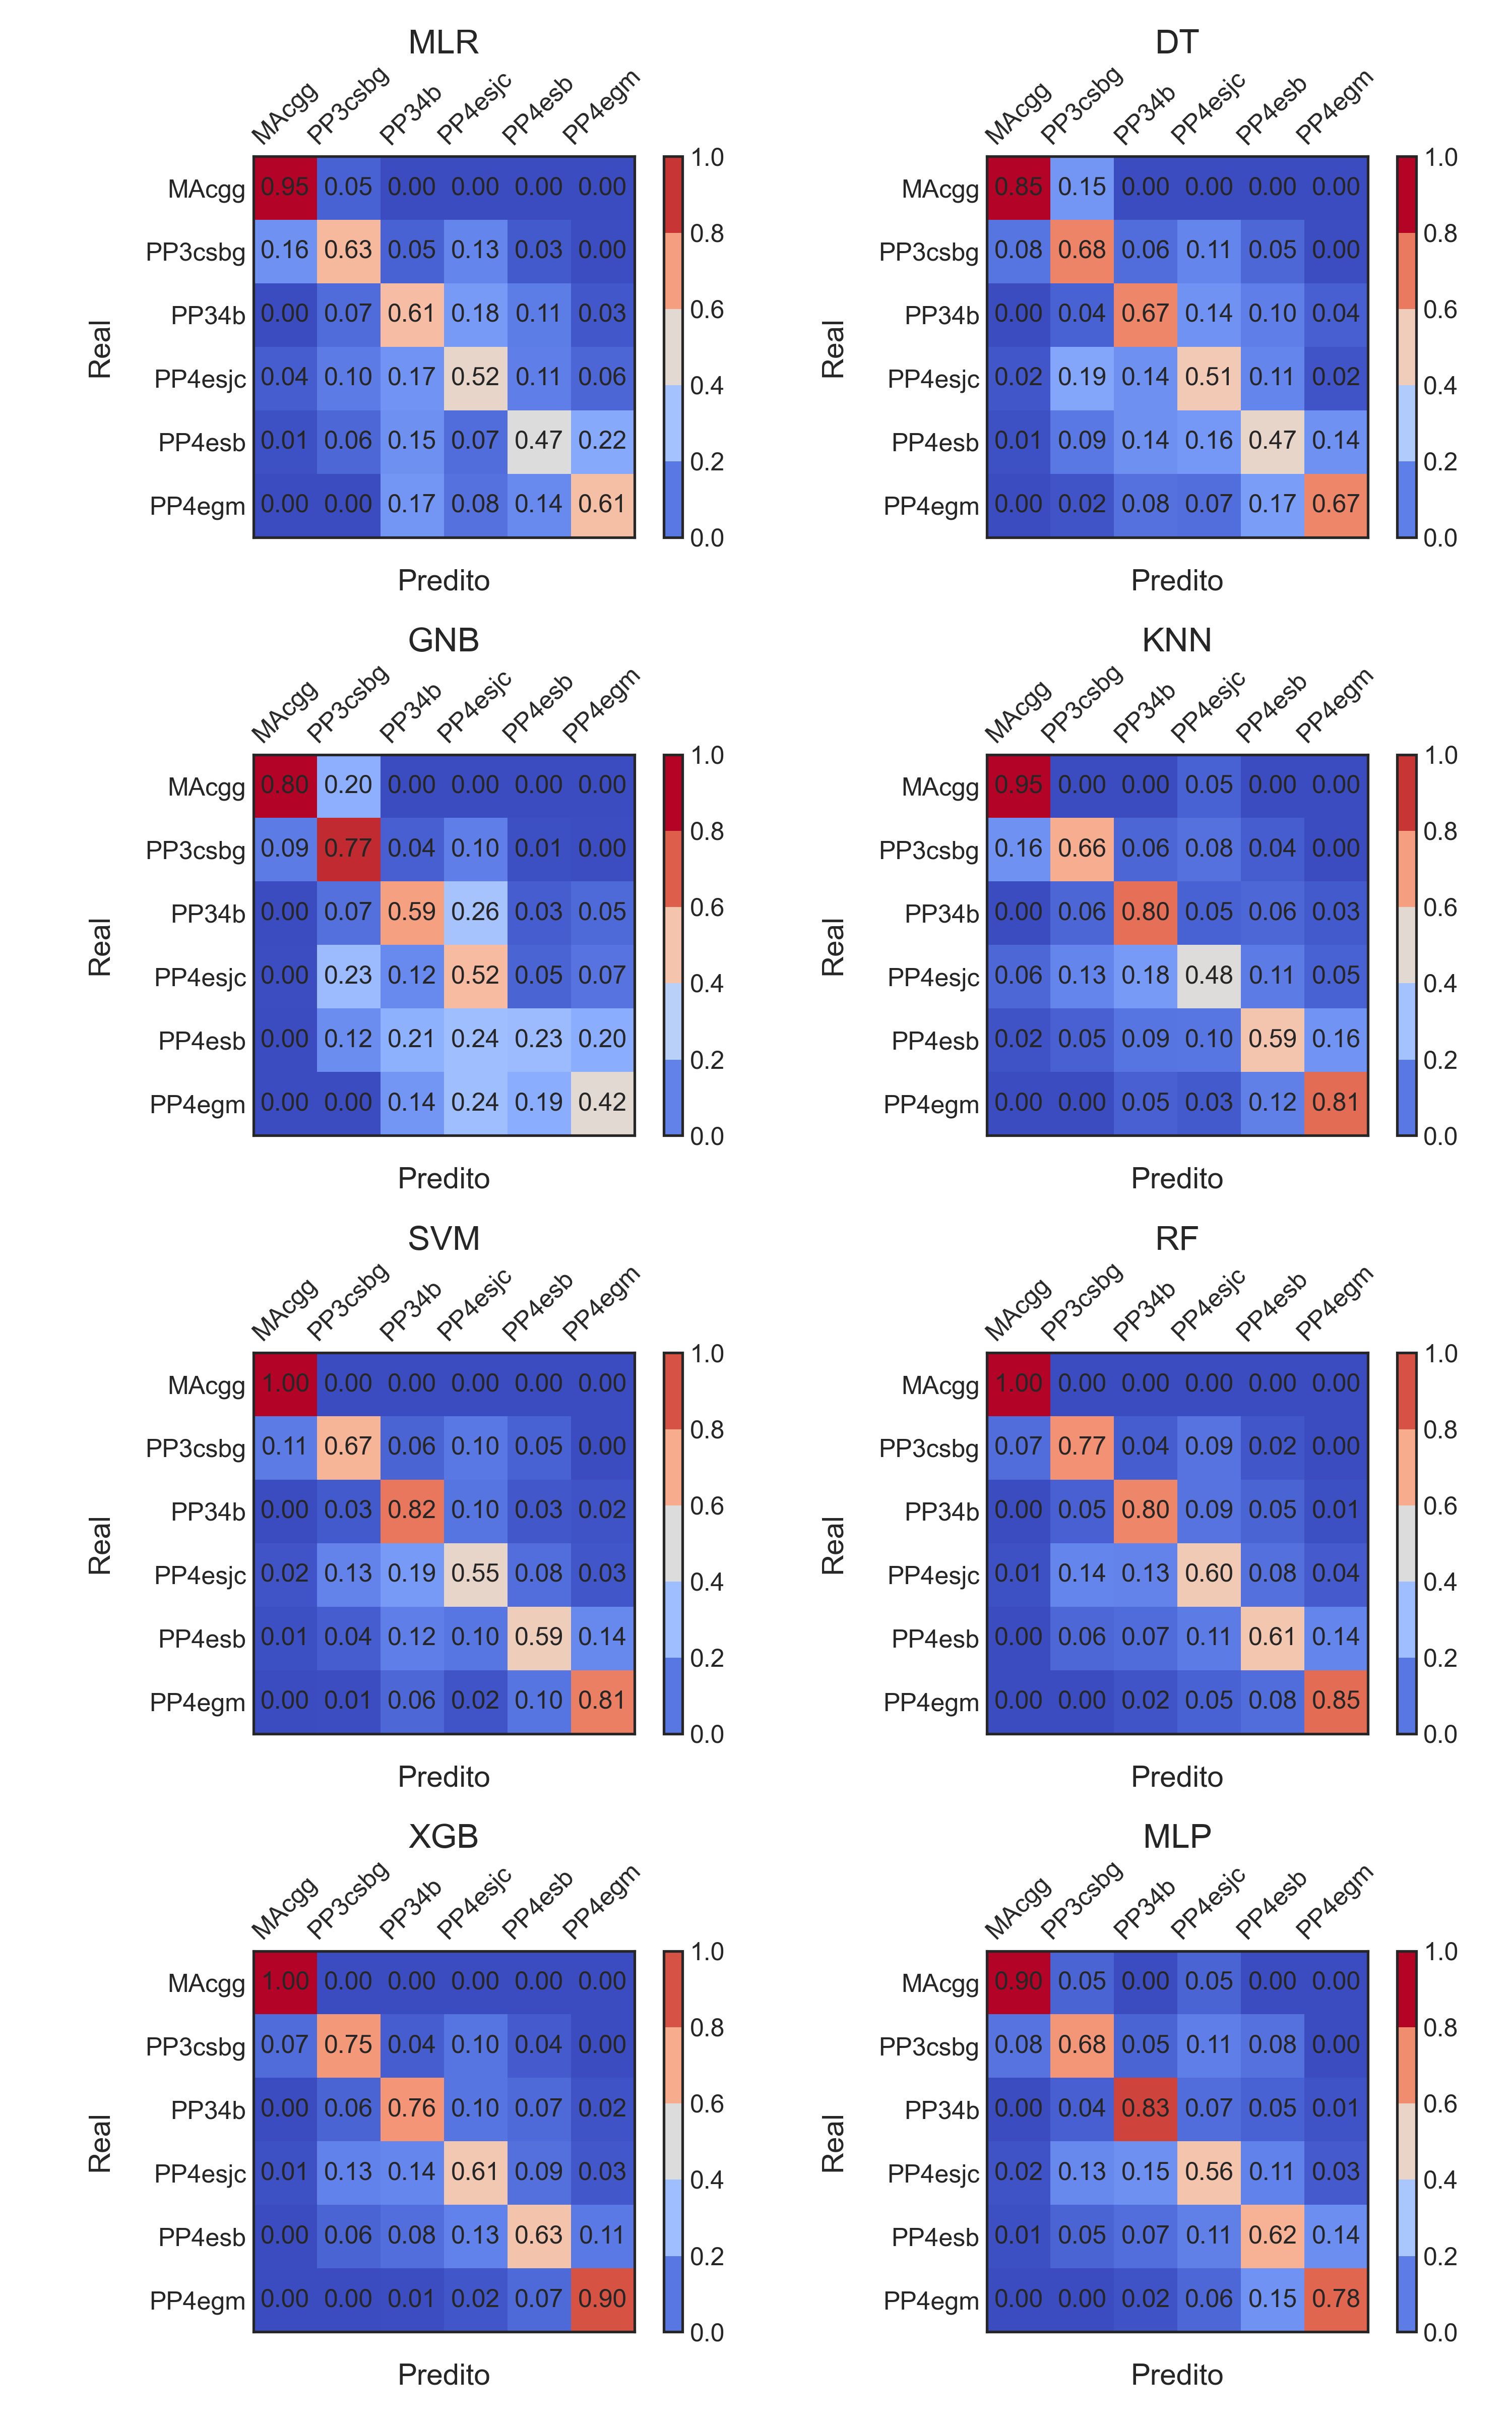 MLR
MAcgg PP3csbg PP34b PP4esjc PP4esb PP4egm
MAcgg 0.95 0.05 0.00 0.00 0.00 0.00
PP3csbg 0.16 0.63 0.05 0.13 0.03 0.00
PP34b 0.00 0.07 0.61 0.18 0.11 0.03
PP4esjc 0.04 0.10 0.17 0.52 0.11 0.06
PP4esb 0.01 0.06 0.15 0.07 0.47 0.22
PP4egm 0.00 0.00 0.17 0.08 0.14 0.61
Real
Predito
1.0
0.8
0.6
0.4
0.2
0.0
DT
MAcgg PP3csbg PP34b PP4esjc PP4esb PP4egm
MAcgg 0.85 0.15 0.00 0.00 0.00 0.00
PP3csbg 0.08 0.68 0.06 0.11 0.05 0.00
PP34b 0.00 0.04 0.67 0.14 0.10 0.04
PP4esjc 0.02 0.19 0.14 0.51 0.11 0.02
PP4esb 0.01 0.09 0.14 0.16 0.47 0.14
PP4egm 0.00 0.02 0.08 0.07 0.17 0.67
Real
Predito
1.0
0.8
0.6
0.4
0.2
0.0
GNB
MAcgg PP3csbg PP34b PP4esjc PP4esb PP4egm
MAcgg 0.80 0.20 0.00 0.00 0.00 0.00
PP3csbg 0.09 0.77 0.04 0.10 0.01 0.00
PP34b 0.00 0.07 0.59 0.26 0.03 0.05
PP4esjc 0.00 0.23 0.12 0.52 0.05 0.07
PP4esb 0.00 0.12 0.21 0.24 0.23 0.20
PP4egm 0.00 0.00 0.14 0.24 0.19 0.42
Real
Predito
1.0
0.8
0.6
0.4
0.2
0.0
KNN
MAcgg PP3csbg PP34b PP4esjc PP4esb PP4egm
MAcgg 0.95 0.00 0.00 0.05 0.00 0.00
PP3csbg 0.16 0.66 0.06 0.08 0.04 0.00
PP34b 0.00 0.06 0.80 0.05 0.06 0.03
PP4esjc 0.06 0.13 0.18 0.48 0.11 0.05
PP4esb 0.02 0.05 0.09 0.10 0.59 0.16
PP4egm 0.00 0.00 0.05 0.03 0.12 0.81
Real
Predito
1.0
0.8
0.6
0.4
0.2
0.0
SVM
MAcgg PP3csbg PP34b PP4esjc PP4esb PP4egm
MAcgg 1.00 0.00 0.00 0.00 0.00 0.00
PP3csbg 0.11 0.67 0.06 0.10 0.05 0.00
PP34b 0.00 0.03 0.82 0.10 0.03 0.02
PP4esjc 0.02 0.13 0.19 0.55 0.08 0.03
PP4esb 0.01 0.04 0.12 0.10 0.59 0.14
PP4egm 0.00 0.01 0.06 0.02 0.10 0.81
Real
Predito
1.0
0.8
0.6
0.4
0.2
0.0
RF
MAcgg PP3csbg PP34b PP4esjc PP4esb PP4egm
MAcgg 1.00 0.00 0.00 0.00 0.00 0.00
PP3csbg 0.07 0.77 0.04 0.09 0.02 0.00
PP34b 0.00 0.05 0.80 0.09 0.05 0.01
PP4esjc 0.01 0.14 0.13 0.60 0.08 0.04
PP4esb 0.00 0.06 0.07 0.11 0.61 0.14
PP4egm 0.00 0.00 0.02 0.05 0.08 0.85
Real
Predito
1.0
0.8
0.6
0.4
0.2
0.0
XGB
MAcgg PP3csbg PP34b PP4esjc PP4esb PP4egm
MAcgg 1.00 0.00 0.00 0.00 0.00 0.00
PP3csbg 0.07 0.75 0.04 0.10 0.04 0.00
PP34b 0.00 0.06 0.76 0.10 0.07 0.02
PP4esjc 0.01 0.13 0.14 0.61 0.09 0.03
PP4esb 0.00 0.06 0.08 0.13 0.63 0.11
PP4egm 0.00 0.00 0.01 0.02 0.07 0.90
Real
Predito
1.0
0.8
0.6
0.4
0.2
0.0
MLP
MAcgg PP3csbg PP34b PP4esjc PP4esb PP4egm
MAcgg 0.90 0.05 0.00 0.05 0.00 0.00
PP3csbg 0.08 0.68 0.05 0.11 0.08 0.00
PP34b 0.00 0.04 0.83 0.07 0.05 0.01
PP4esjc 0.02 0.13 0.15 0.56 0.11 0.03
PP4esb 0.01 0.05 0.07 0.11 0.62 0.14
PP4egm 0.00 0.00 0.02 0.06 0.15 0.78
Real
Predito
1.0
0.8
0.6
0.4
0.2
0.0